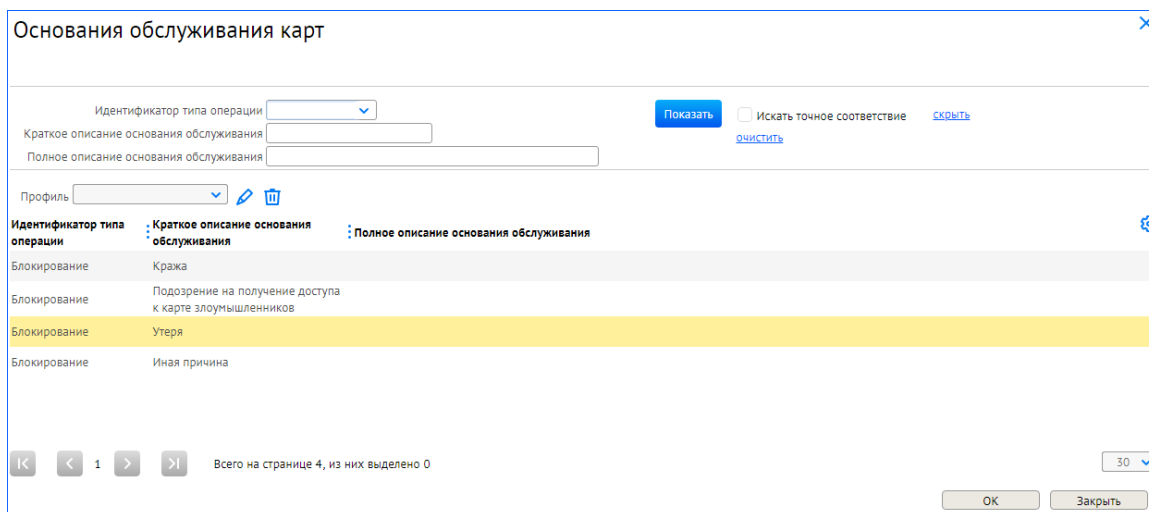 Основания обслуживания карт
Идентификатор типа операции
Показать
Искать точное соответствие
скрыть
Краткое описание основания обслуживания
очистить
Полное описание основания обслуживания
Профиль
Идентификатор типа
операции
Краткое описание основания
обслуживания
Полное описание основания обслуживания
Блокирование Кража
Блокирование
Подозрение на получение доступа
к карте злоумышленников
Блокирование Утеря
Блокирование Иная причина
1
Всего на странице 4, из них выделено 0
30
ОК
Закрыть